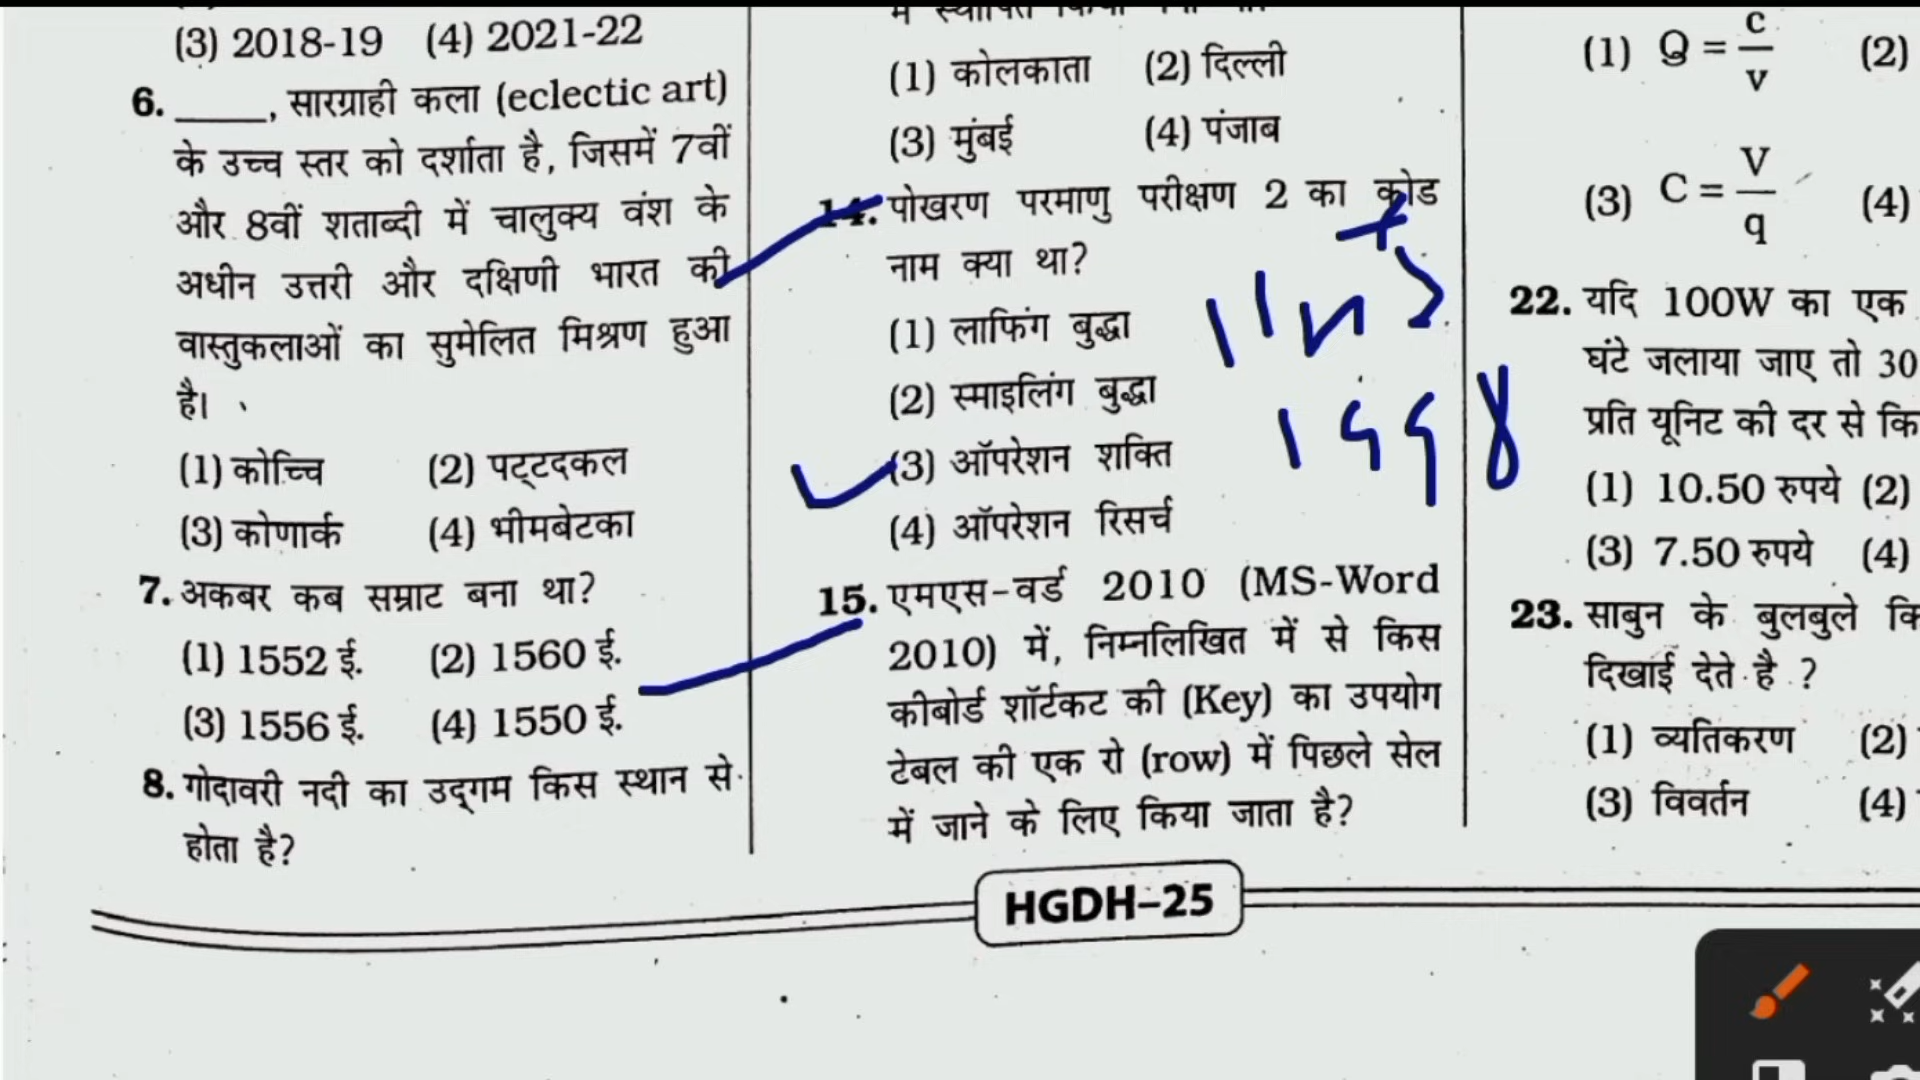 (3) 2018-19 (4) 2021-22
6. ____, सारग्राही कला (eclectic art)
के उच्च स्तर को दर्शाता है, जिसमें 7वीं
और 8वीं शताब्दी में चालुक्य वंश के
अधीन उत्तरी और दक्षिणी भारत की
वास्तुकलाओं का सुमेलित मिश्रण हुआ
है।
(1) कोच्चि (2) पट्टदकल
(3) कोणार्क (4) भीमबेटका
7. अकबर कब सम्राट बना था?
(1) 1552 ई. (2) 1560 ई.
(3) 1556 ई. (4) 1550 ई.
8. गोदावरी नदी का उद्गम किस स्थान से
होता है?
(1) कोलकाता (2) दिल्ली
(3) मुंबई (4) पंजाब
14. पोखरण परमाणु परीक्षण 2 का कोड
नाम क्या था?
(1) लाफिंग बुद्धा
(2) स्माइलिंग बुद्धा
(3) ऑपरेशन शक्ति
(4) ऑपरेशन रिसर्च
1998
15. एमएस-वर्ड 2010 (MS-Word
2010) में, निम्नलिखित में से किस
कीबोर्ड शॉर्टकट की (Key) का उपयोग
टेबल की एक रो (row) में पिछले सेल
में जाने के लिए किया जाता है?
(1) Q = c/v (2)
(3) C = V/q (4)
22. यदि 100W का एक
घंटे जलाया जाए तो 30
प्रति यूनिट की दर से
(1) 10.50 रुपये (2)
(3) 7.50 रुपये (4)
23. साबुन के बुलबुले
दिखाई देते है ?
(1) व्यतिकरण (2)
(3) विवर्तन (4)
HGDH-25